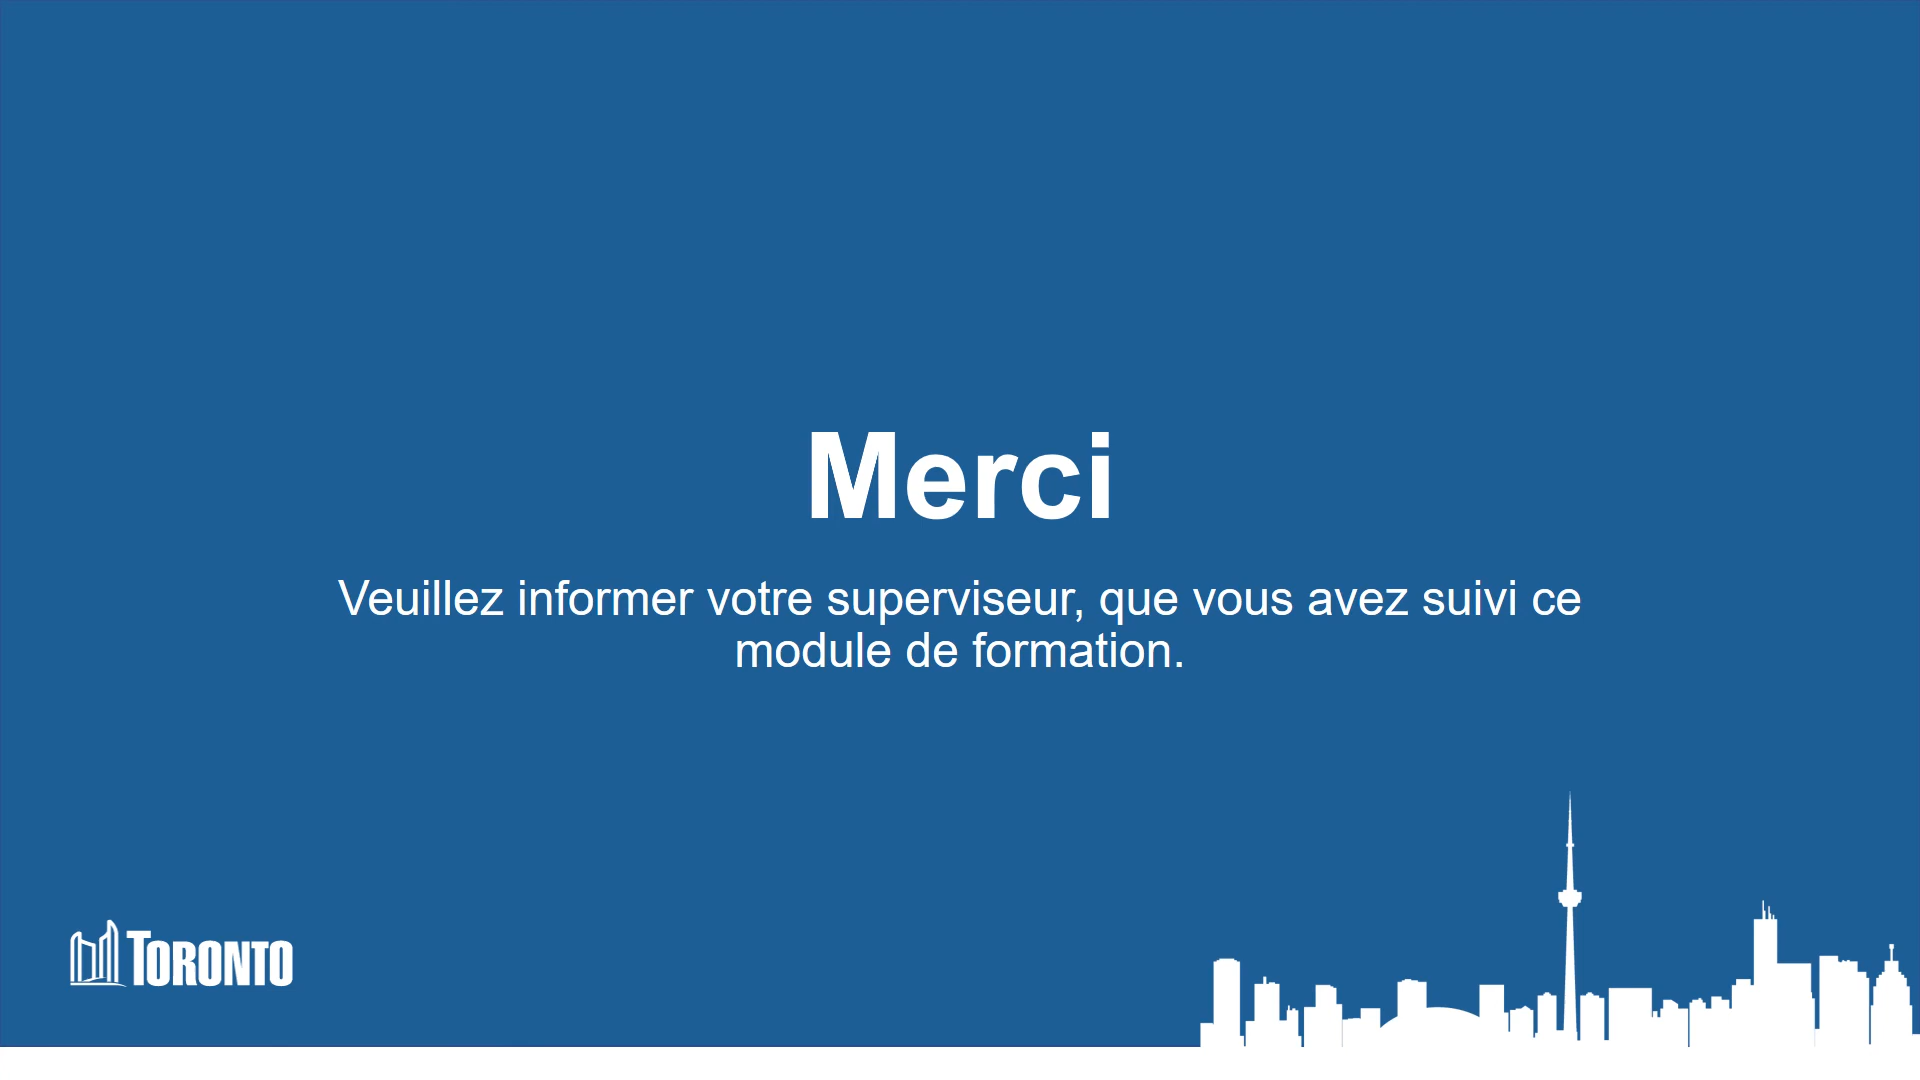 Merci
Veuillez informer votre superviseur, que vous avez suivi ce
module de formation.
TORONTO